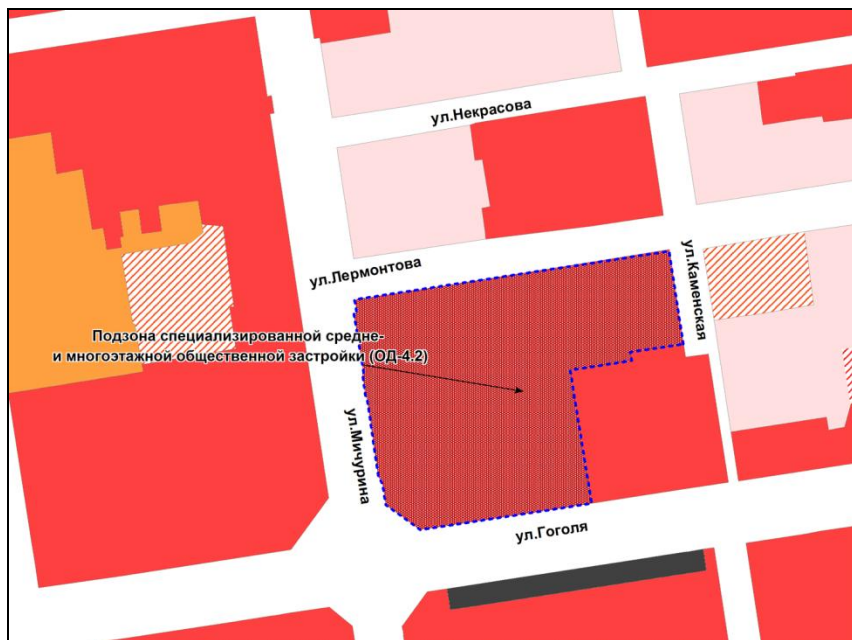 ул.Некрасова
ул.Лермонтова
ул.Каменская
Подзона специализированной средне-
и многоэтажной общественной застройки (ОД-4.2)
ул.Мичурина
ул.Гоголя